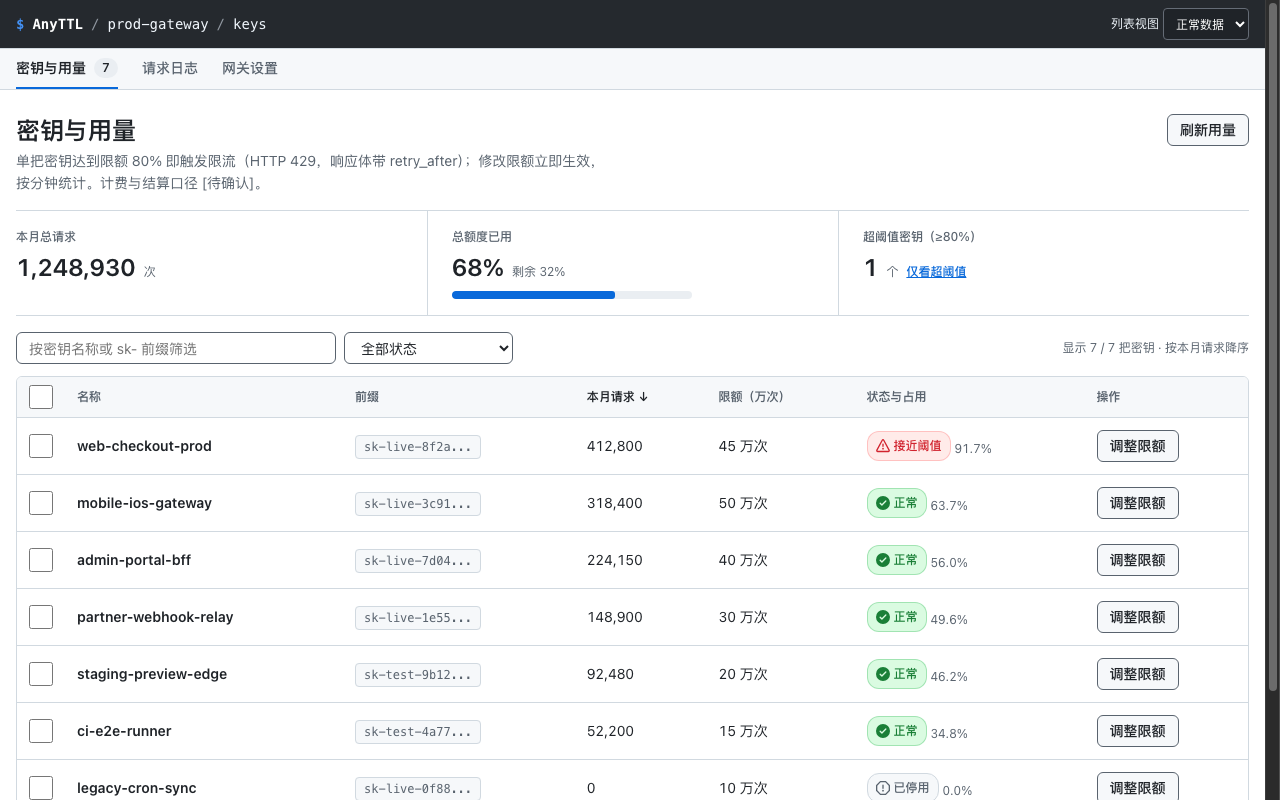 $ AnyTTL / prod-gateway / keys
列表视图 正常数据
密钥与用量 7 请求日志 网关设置
密钥与用量
刷新用量
单把密钥达到限额 80% 即触发限流（HTTP 429，响应体带 retry_after）；修改限额立即生效，
按分钟统计。计费与结算口径 [待确认]。
本月总请求
1,248,930 次
总额度已用
68% 剩余 32%
超阈值密钥（≥80%）
1 个 仅看超阈值
按密钥名称或 sk- 前缀筛选 全部状态 显示 7 / 7 把密钥 · 按本月请求降序
名称 前缀 本月请求 ↓ 限额（万次） 状态与占用 操作
web-checkout-prod sk-live-8f2a... 412,800 45 万次 接近阈值 91.7% 调整限额
mobile-ios-gateway sk-live-3c91... 318,400 50 万次 正常 63.7% 调整限额
admin-portal-bff sk-live-7d04... 224,150 40 万次 正常 56.0% 调整限额
partner-webhook-relay sk-live-1e55... 148,900 30 万次 正常 49.6% 调整限额
staging-preview-edge sk-test-9b12... 92,480 20 万次 正常 46.2% 调整限额
ci-e2e-runner sk-test-4a77... 52,200 15 万次 正常 34.8% 调整限额
legacy-cron-sync sk-live-0f88... 0 10 万次 已停用 0.0% 调整限额